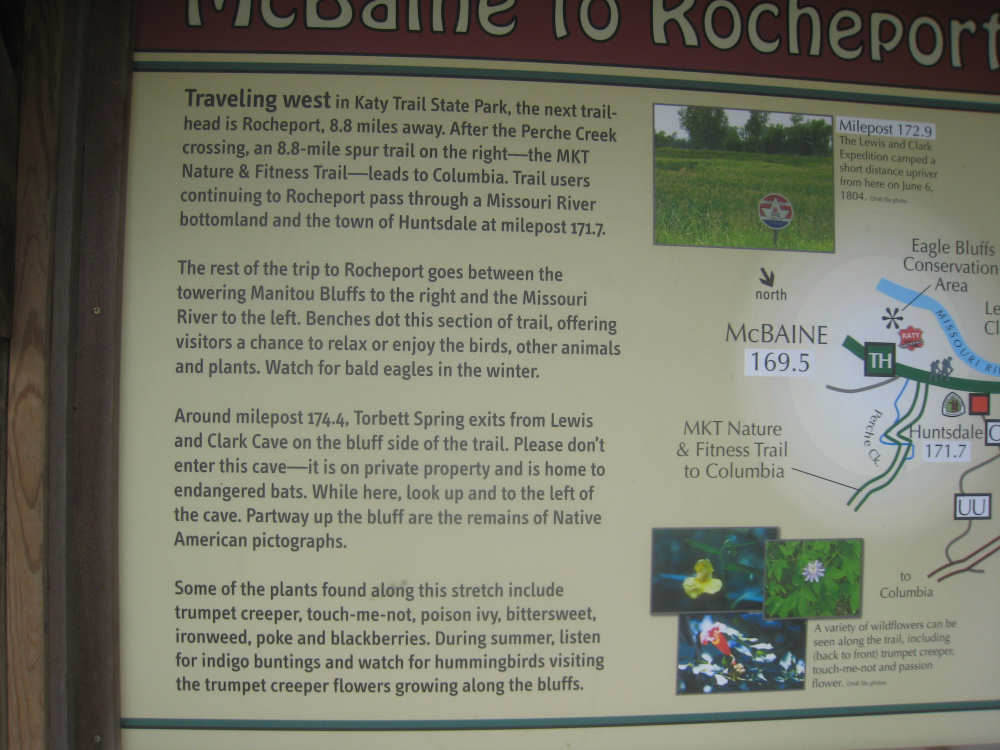 McBaine to Rocheport
Traveling west in Katy Trail State Park, the next trail-
head is Rocheport, 8.8 miles away. After the Perche Creek
crossing, an 8.8-mile spur trail on the right—the MKT
Nature & Fitness Trail—leads to Columbia. Trail users
continuing to Rocheport pass through a Missouri River
bottomland and the town of Huntsdale at milepost 171.7.
The rest of the trip to Rocheport goes between the
towering Manitou Bluffs to the right and the Missouri
River to the left. Benches dot this section of trail, offering
visitors a chance to relax or enjoy the birds, other animals
and plants. Watch for bald eagles in the winter.
Around milepost 174.4, Torbett Spring exits from Lewis
and Clark Cave on the bluff side of the trail. Please don't
enter this cave—it is on private property and is home to
endangered bats. While here, look up and to the left of
the cave. Partway up the bluff are the remains of Native
American pictographs.
Some of the plants found along this stretch include
trumpet creeper, touch-me-not, poison ivy, bittersweet,
ironweed, poke and blackberries. During summer, listen
for indigo buntings and watch for hummingbirds visiting
the trumpet creeper flowers growing along the bluffs.
Milepost 172.9
The Lewis and Clark
Expedition camped a
short distance upriver
from here on June 6,
1804.
north
Eagle Bluffs
Conservation
Area
Le
Cl
MISSOURI RI
McBAINE
169.5
KATY
TH
Perche Ck.
Huntsdale
171.7
MKT Nature
& Fitness Trail
to Columbia
UU
to
Columbia
A variety of wildflowers can be
seen along the trail, including
(back to front) trumpet creeper,
touch-me-not and passion
flower.